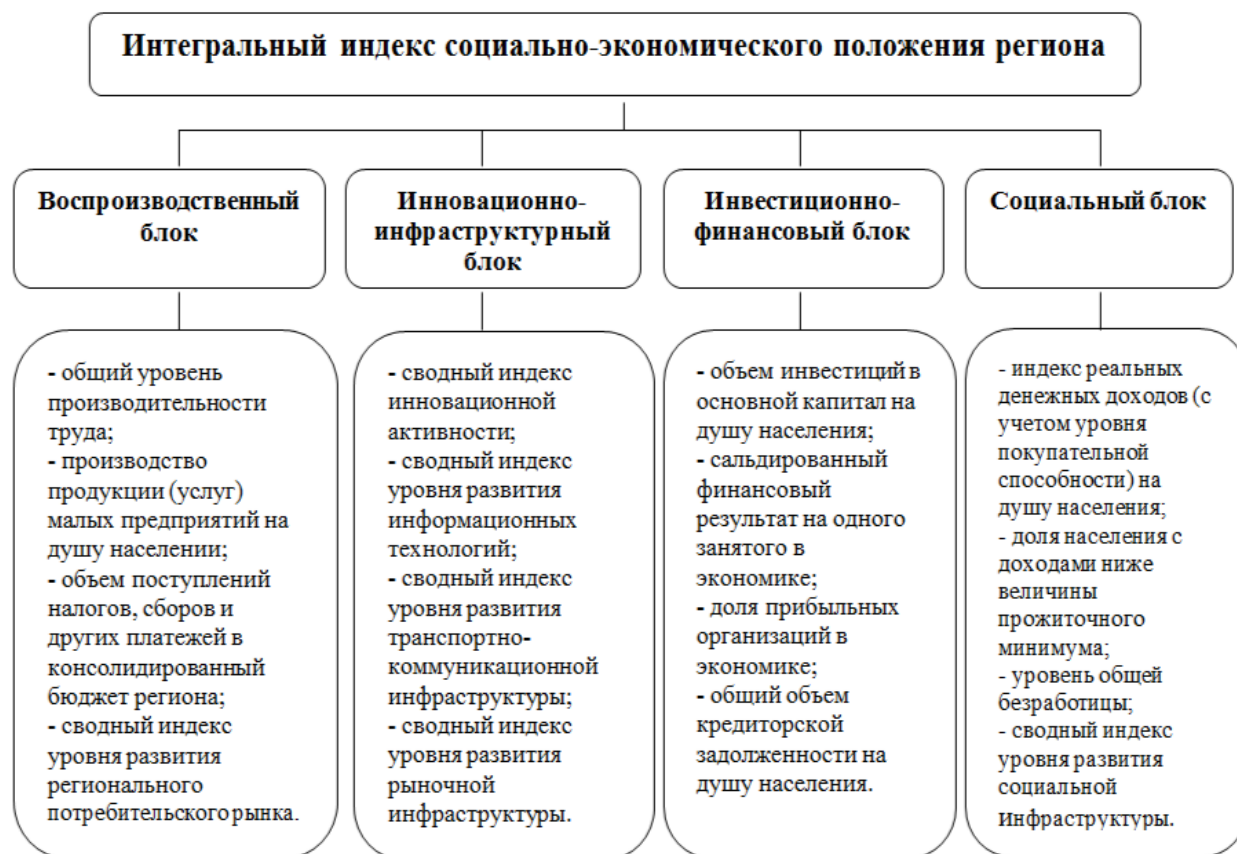 Интегральный индекс социально-экономического положения региона
Воспроизводственный
блок
Инновационно-
инфраструктурный
блок
Инвестиционно-
финансовый блок
Социальный блок
- общий уровень
производительности
труда;
- производство
продукции (услуг)
малых предприятий на
душу населении;
- объем поступлений
налогов, сборов и
других платежей в
консолидированный
бюджет региона;
- сводный индекс
уровня развития
регионального
потребительского рынка.
- сводный индекс
инновационной
активности;
- сводный индекс
уровня развития
информационных
технологий;
- сводный индекс
уровня развития
транспортно-
коммуникационной
инфраструктуры;
- сводный индекс
уровня развития
рыночной
инфраструктуры.
- объем инвестиций в
основной капитал на
душу населения;
- сальдированный
финансовый
результат на одного
занятого в
экономике;
- доля прибыльных
организаций в
экономике;
- общий объем
кредиторской
задолженности на
душу населения.
- индекс реальных
денежных доходов (с
учетом уровня
покупательной
способности) на
душу населения;
- доля населения с
доходами ниже
величины
прожиточного
минимума;
- уровень общей
безработицы;
- сводный индекс
уровня развития
социальной
инфраструктуры.